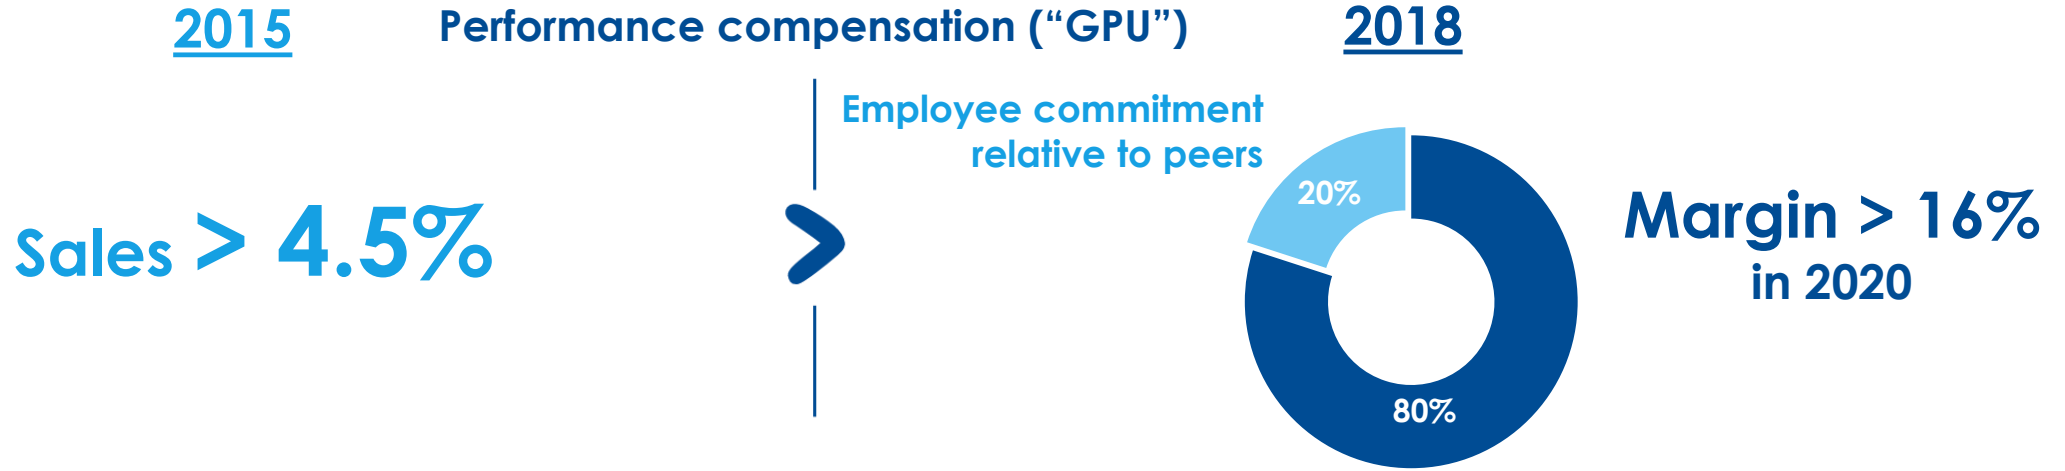 2015
Performance compensation (“GPU”)
2018
Sales > 4.5%
Employee commitment
relative to peers
20%
80%
Margin > 16%
in 2020